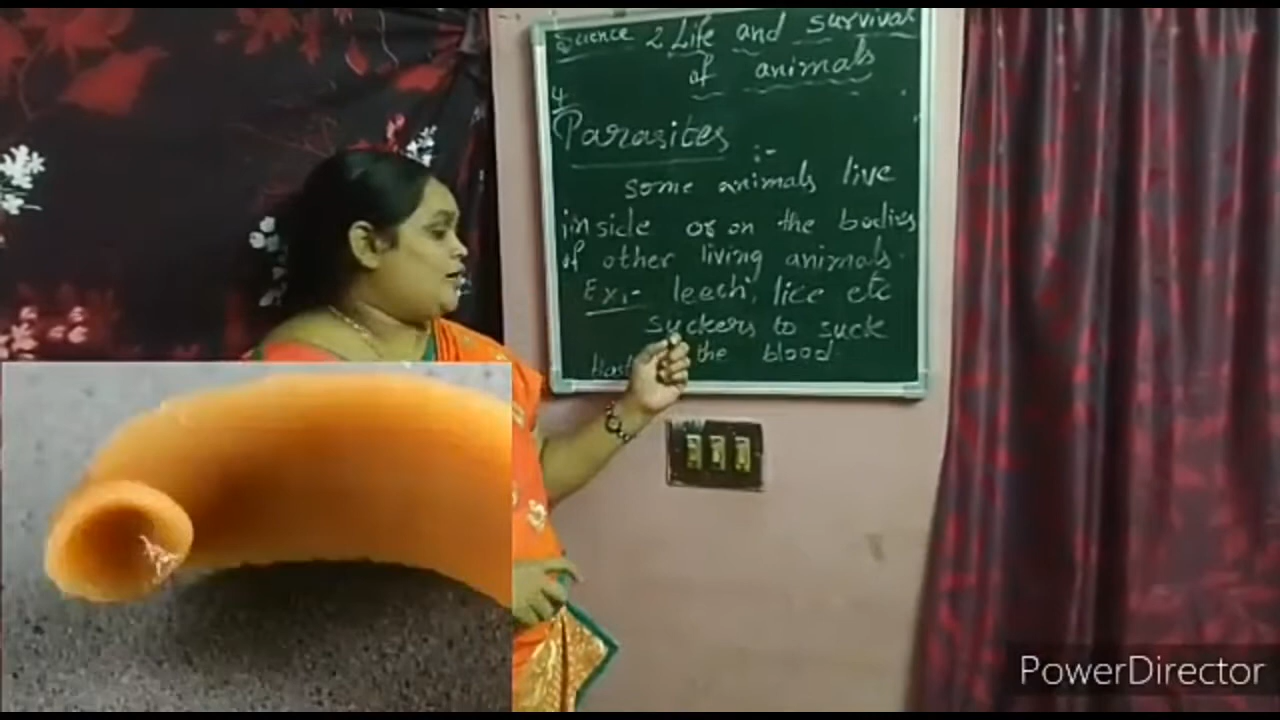 Science 2 Life and survival
of animals
4
Parasites :-
some animals live
inside or on the bodies
of other living animals.
Ex:- leech, lice etc
suckers to suck
the blood
PowerDirector